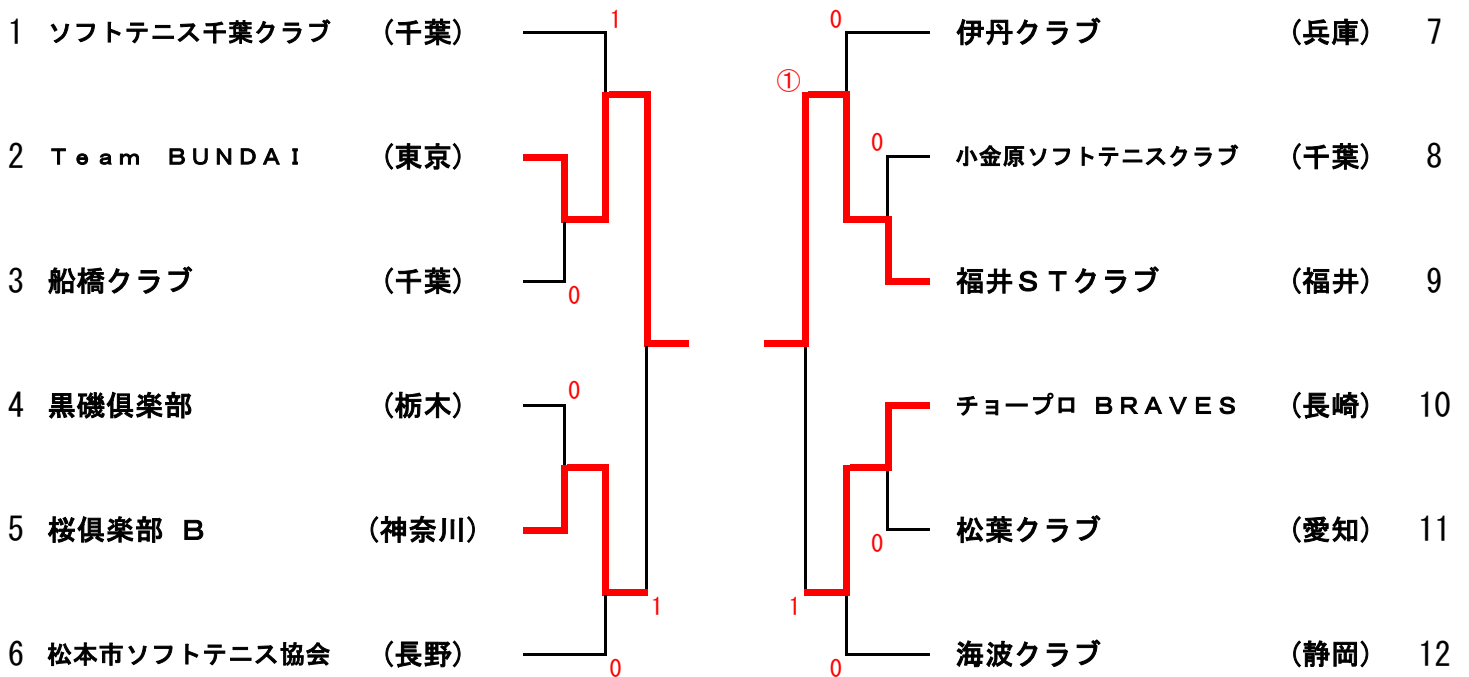 1 ソフトテニス千葉クラブ (千葉) 1
2 Ｔｅａｍ ＢＵＮＤＡＩ (東京)
3 船橋クラブ (千葉) 0
4 黒磯俱楽部 (栃木) 0
5 桜俱楽部 Ｂ (神奈川) 1
6 松本市ソフトテニス協会 (長野) 0
0 伊丹クラブ (兵庫) 7
①
0 小金原ソフトテニスクラブ (千葉) 8
福井ＳＴクラブ (福井) 9
チョープロ ＢＲＡＶＥＳ (長崎) 10
0 松葉クラブ (愛知) 11
1
0 海波クラブ (静岡) 12